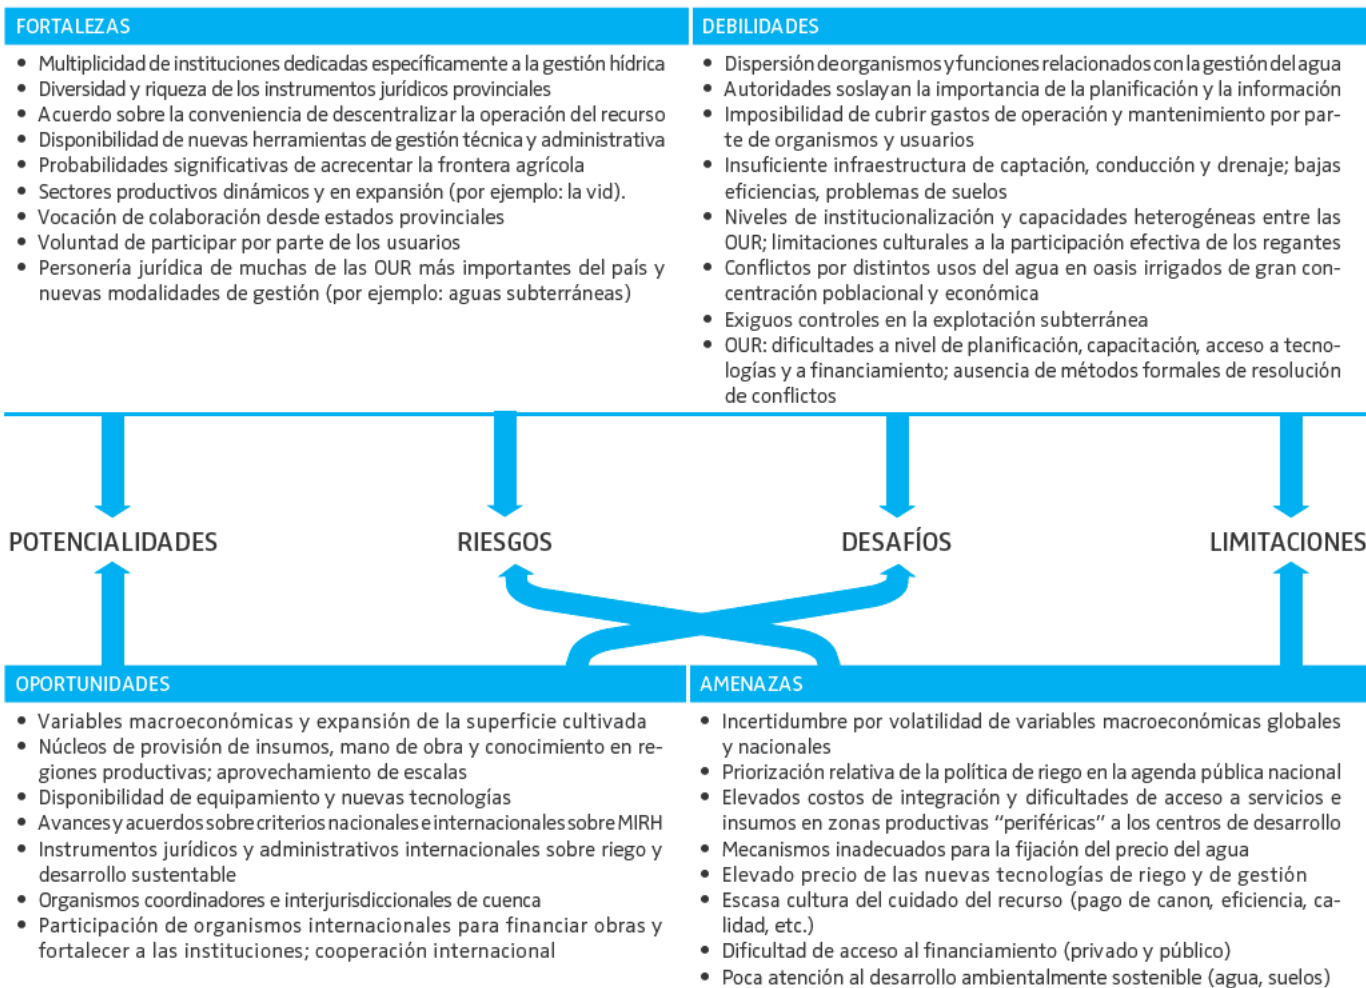 FORTALEZAS
• Multiplicidad de instituciones dedicadas específicamente a la gestión hídrica
• Diversidad y riqueza de los instrumentos jurídicos provinciales
• Acuerdo sobre la conveniencia de descentralizar la operación del recurso
• Disponibilidad de nuevas herramientas de gestión técnica y administrativa
• Probabilidades significativas de acrecentar la frontera agrícola
• Sectores productivos dinámicos y en expansión (por ejemplo: la vid).
• Vocación de colaboración desde estados provinciales
• Voluntad de participar por parte de los usuarios
• Personería jurídica de muchas de las OUR más importantes del país y
nuevas modalidades de gestión (por ejemplo: aguas subterráneas)
DEBILIDADES
• Dispersión de organismos y funciones relacionados con la gestión del agua
• Autoridades soslayan la importancia de la planificación y la información
• Imposibilidad de cubrir gastos de operación y mantenimiento por par-
te de organismos y usuarios
• Insuficiente infraestructura de captación, conducción y drenaje; bajas
eficiencias, problemas de suelos
• Niveles de institucionalización y capacidades heterogéneas entre las
OUR; limitaciones culturales a la participación efectiva de los regantes
• Conflictos por distintos usos del agua en oasis irrigados de gran con-
centración poblacional y económica
• Exiguos controles en la explotación subterránea
• OUR: dificultades a nivel de planificación, capacitación, acceso a tecno-
logías y a financiamiento; ausencia de métodos formales de resolución
de conflictos
POTENCIALIDADES
RIESGOS
DESAFÍOS
LIMITACIONES
OPORTUNIDADES
• Variables macroeconómicas y expansión de la superficie cultivada
• Núcleos de provisión de insumos, mano de obra y conocimiento en re-
giones productivas; aprovechamiento de escalas
• Disponibilidad de equipamiento y nuevas tecnologías
• Avances y acuerdos sobre criterios nacionales e internacionales sobre MIRH
• Instrumentos jurídicos y administrativos internacionales sobre riego y
desarrollo sustentable
• Organismos coordinadores e interjurisdiccionales de cuenca
• Participación de organismos internacionales para financiar obras y
fortalecer a las instituciones; cooperación internacional
AMENAZAS
• Incertidumbre por volatilidad de variables macroeconómicas globales
y nacionales
• Priorización relativa de la política de riego en la agenda pública nacional
• Elevados costos de integración y dificultades de acceso a servicios e
insumos en zonas productivas “periféricas” a los centros de desarrollo
• Mecanismos inadecuados para la fijación del precio del agua
• Elevado precio de las nuevas tecnologías de riego y de gestión
• Escasa cultura del cuidado del recurso (pago de canon, eficiencia, ca-
lidad, etc.)
• Dificultad de acceso al financiamiento (privado y público)
• Poca atención al desarrollo ambientalmente sostenible (agua, suelos)